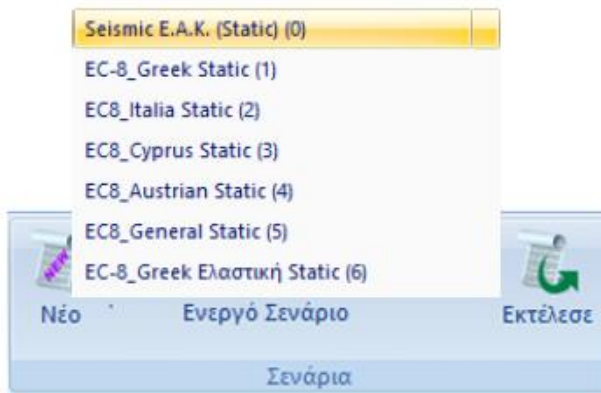 Seismic E.A.K. (Static) (0)
EC-8_Greek Static (1)
EC8_Italia Static (2)
EC8_Cyprus Static (3)
EC8_Austrian Static (4)
EC8_General Static (5)
EC-8_Greek Ελαστική Static (6)
NEW
Νέο Ενεργό Σενάριο Εκτέλεσε
Σενάρια